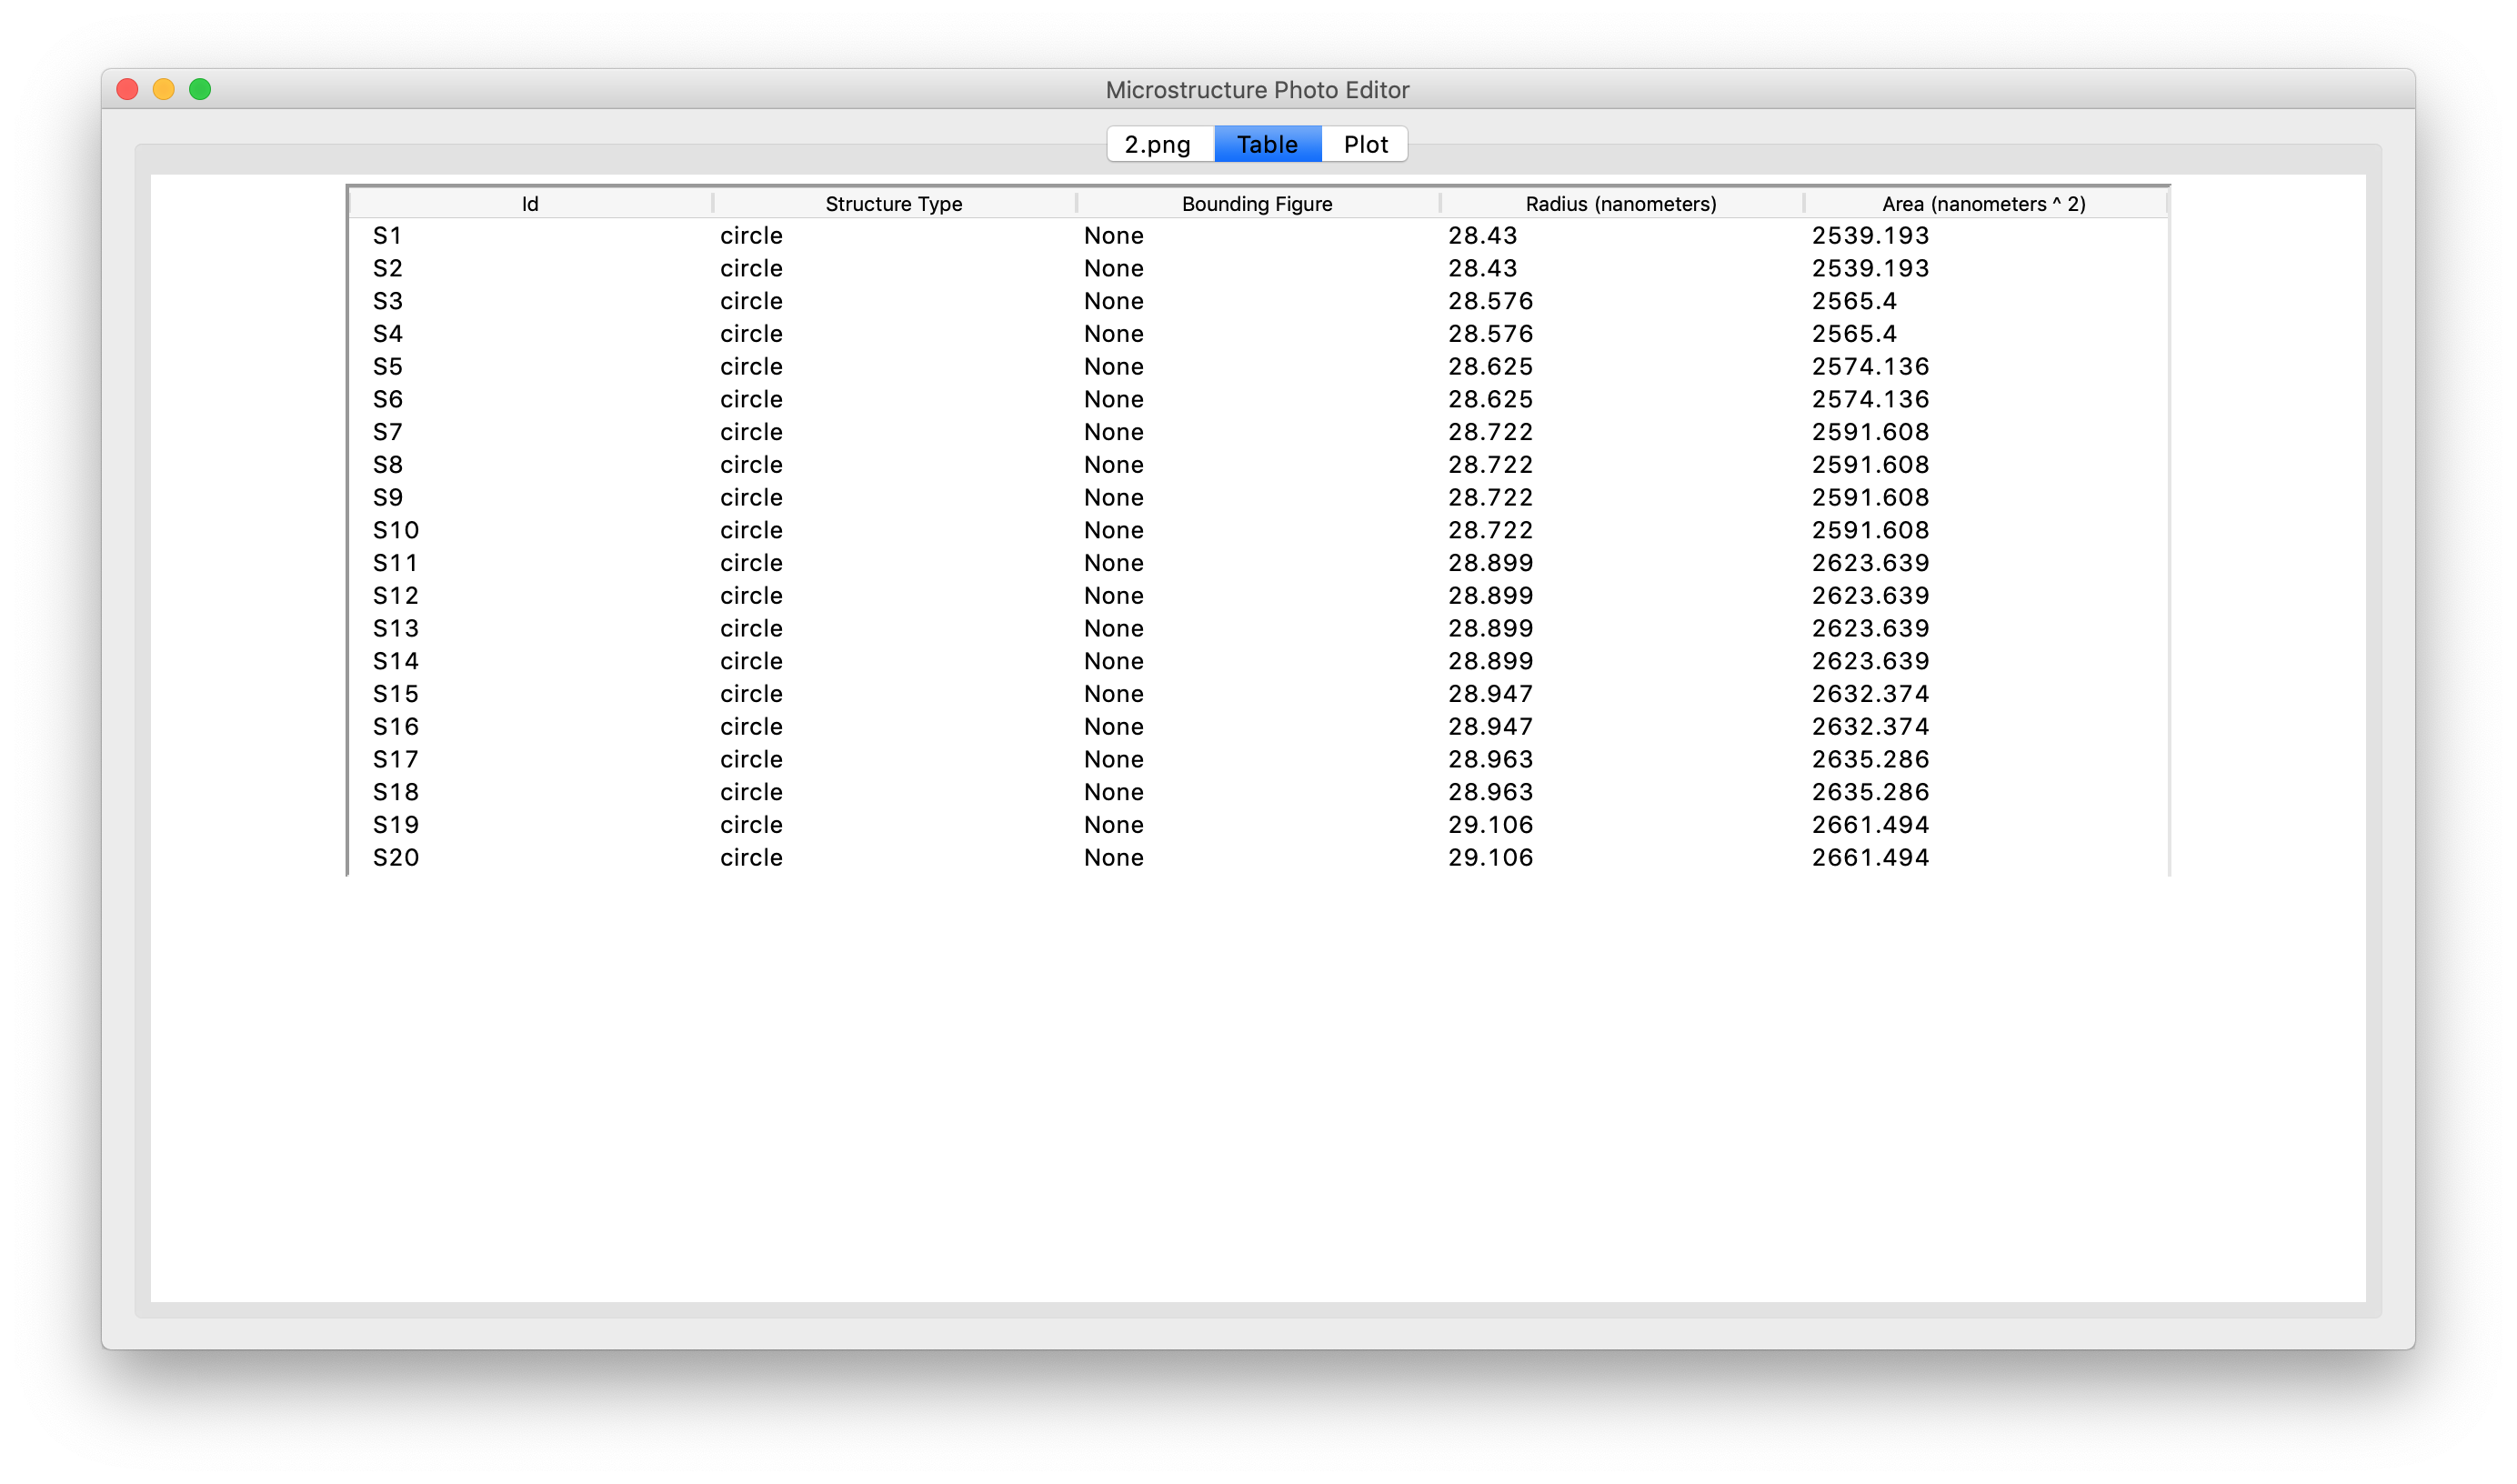 Microstructure Photo Editor
2.png Table Plot
Id Structure Type Bounding Figure Radius (nanometers) Area (nanometers ^ 2)
S1 circle None 28.43 2539.193
S2 circle None 28.43 2539.193
S3 circle None 28.576 2565.4
S4 circle None 28.576 2565.4
S5 circle None 28.625 2574.136
S6 circle None 28.625 2574.136
S7 circle None 28.722 2591.608
S8 circle None 28.722 2591.608
S9 circle None 28.722 2591.608
S10 circle None 28.722 2591.608
S11 circle None 28.899 2623.639
S12 circle None 28.899 2623.639
S13 circle None 28.899 2623.639
S14 circle None 28.899 2623.639
S15 circle None 28.947 2632.374
S16 circle None 28.947 2632.374
S17 circle None 28.963 2635.286
S18 circle None 28.963 2635.286
S19 circle None 29.106 2661.494
S20 circle None 29.106 2661.494